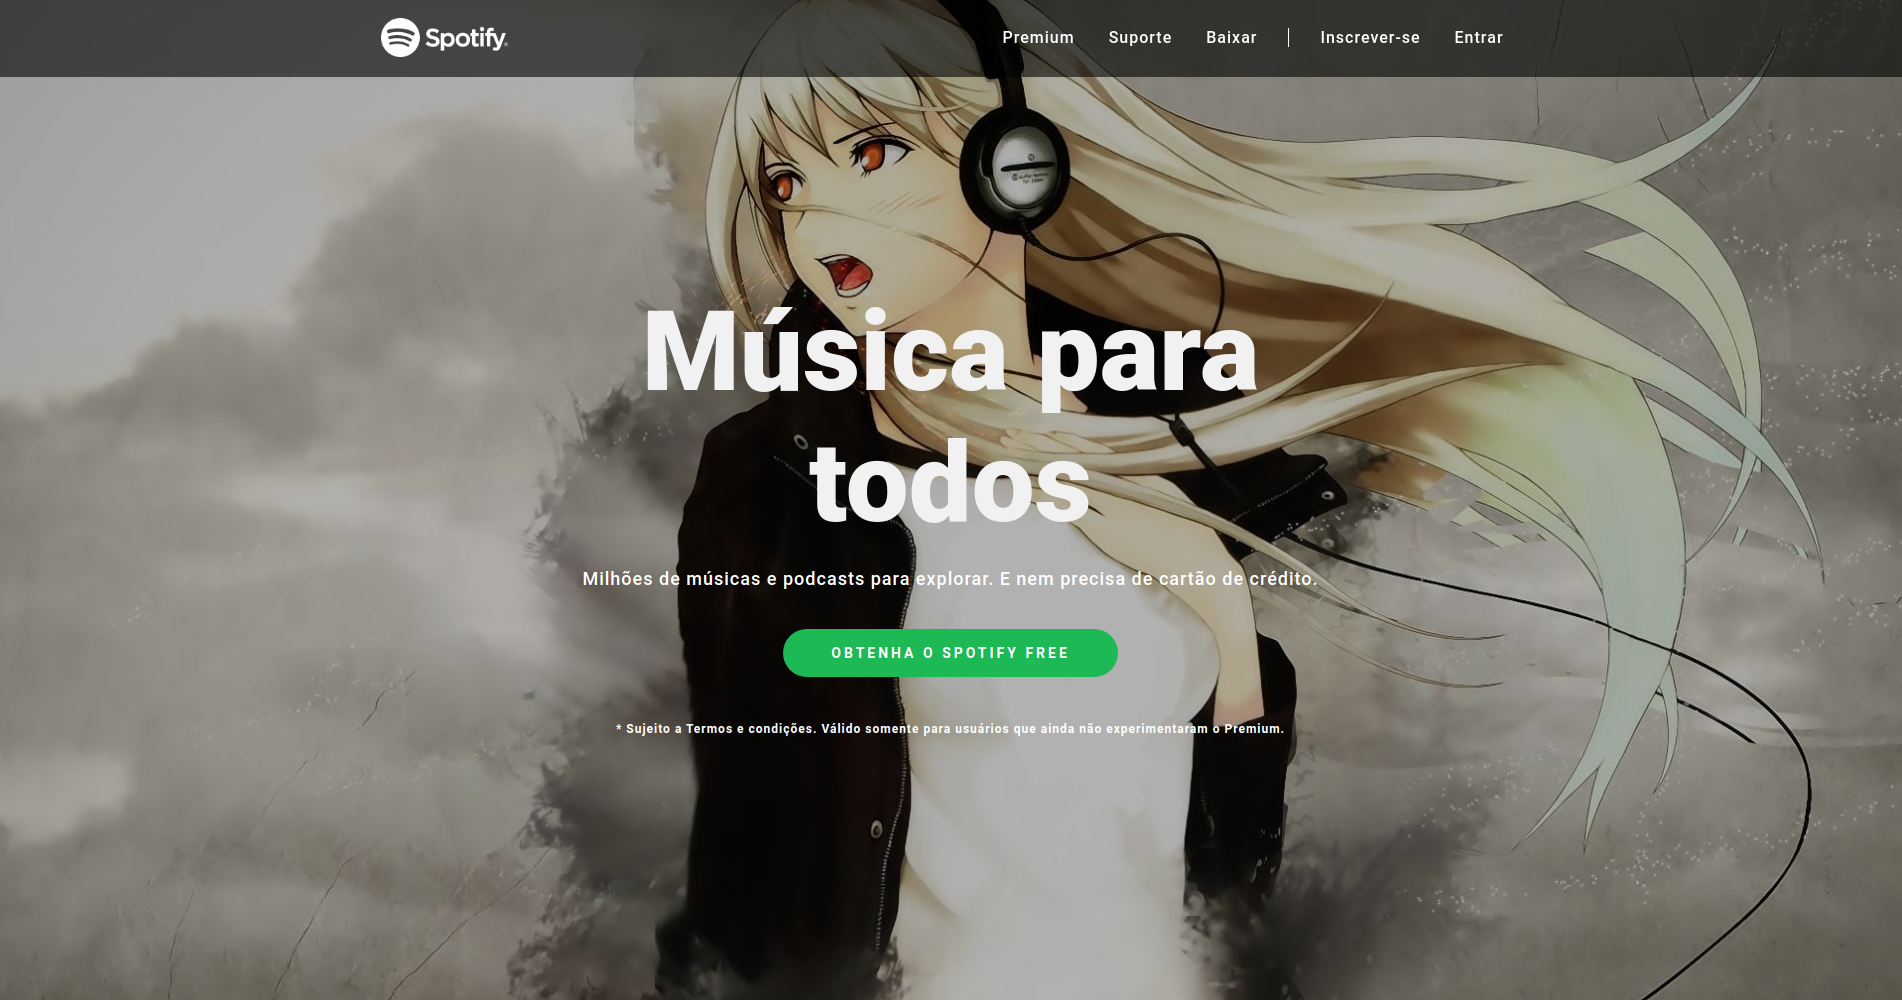 Spotify®
Premium Suporte Baixar | Inscrever-se Entrar
Música para
todos
Milhões de músicas e podcasts para explorar. E nem precisa de cartão de crédito.
OBTENHA O SPOTIFY FREE
* Sujeito a Termos e condições. Válido somente para usuários que ainda não experimentaram o Premium.